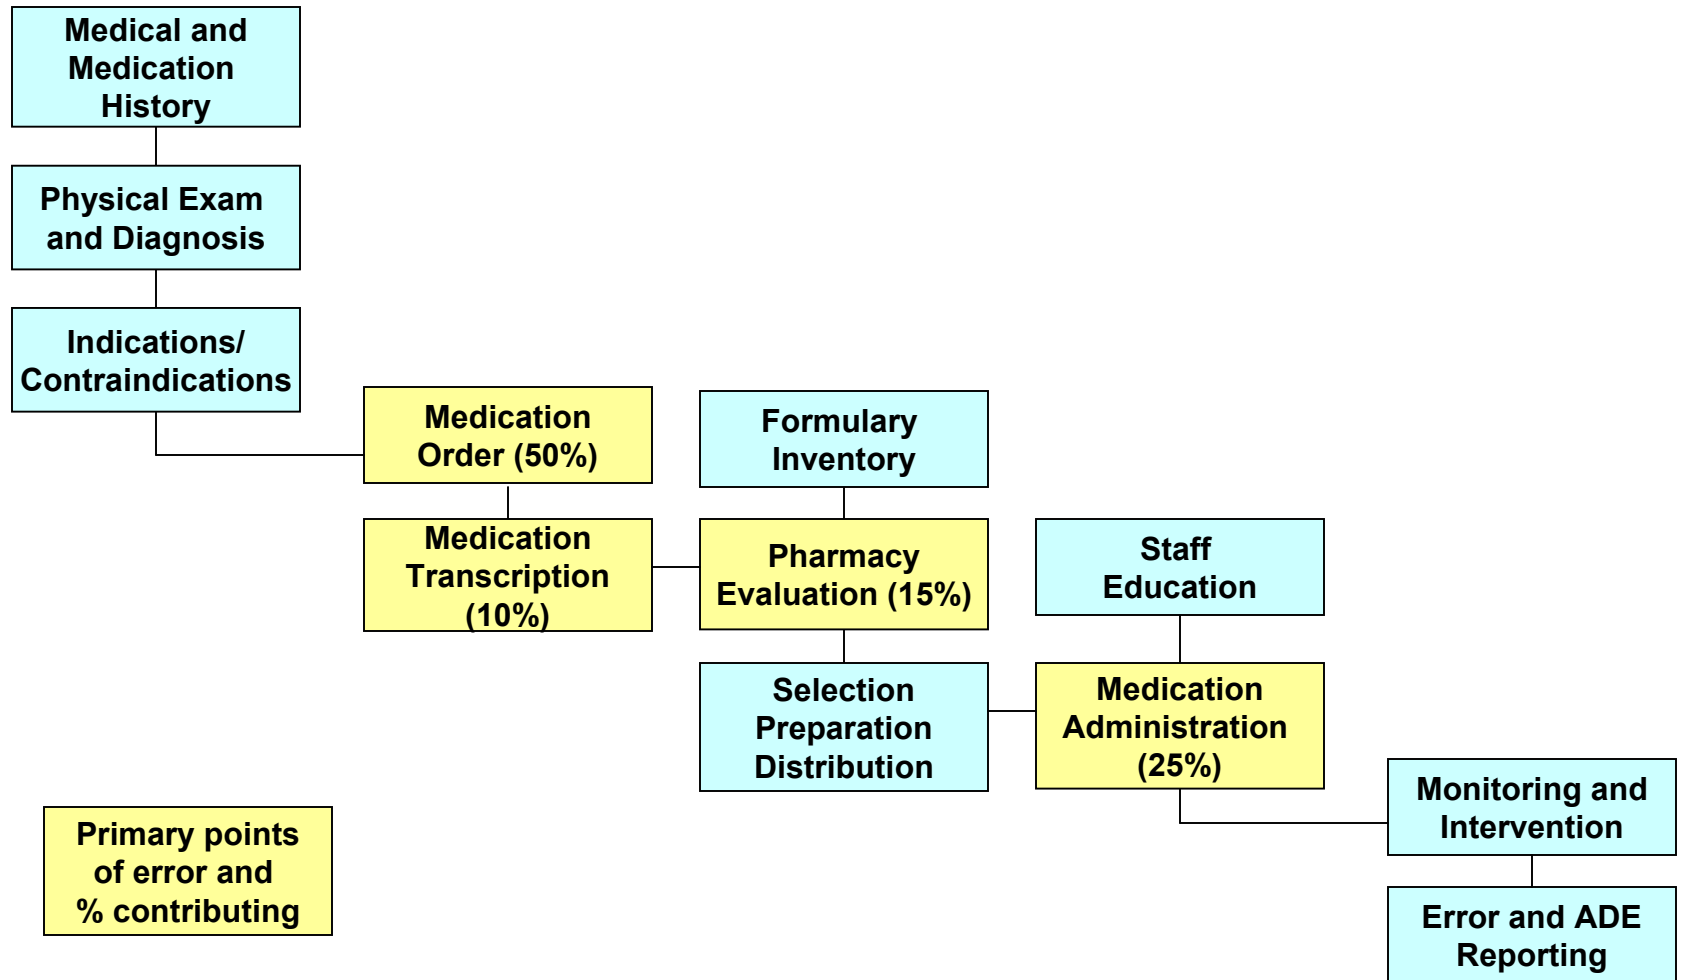 Medical and
Medication
History
Physical Exam
and Diagnosis
Indications/
Contraindications
Medication
Order (50%)
Formulary
Inventory
Medication
Transcription
(10%)
Pharmacy
Evaluation (15%)
Staff
Education
Selection
Preparation
Distribution
Medication
Administration
(25%)
Monitoring and
Intervention
Error and ADE
Reporting
Primary points
of error and
% contributing